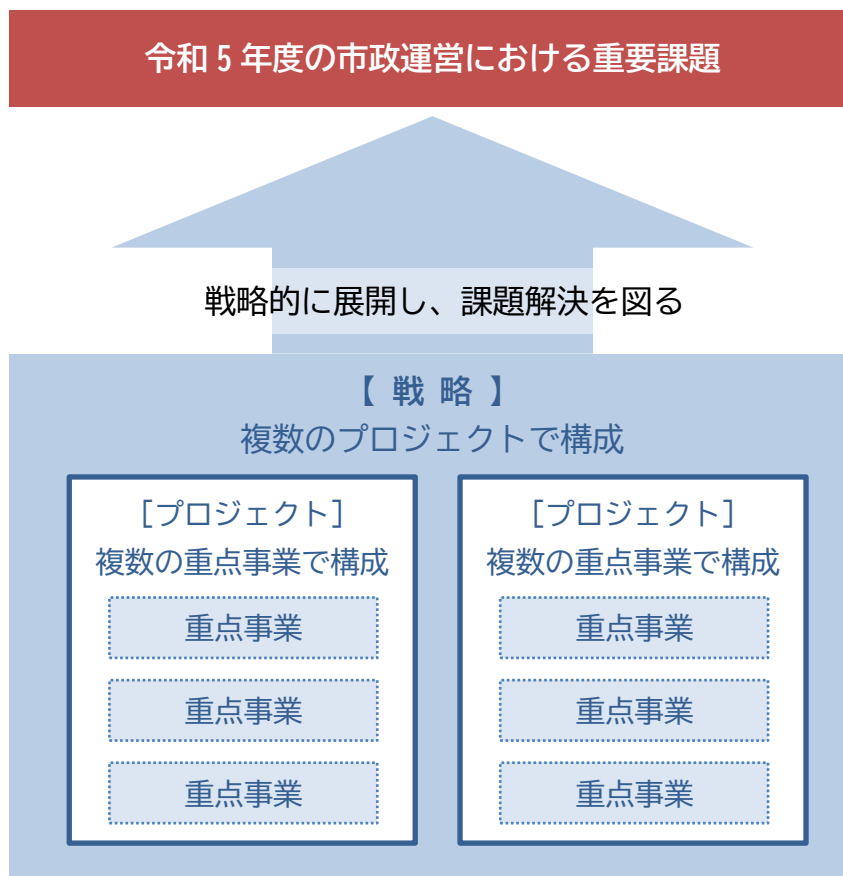 令和５年度の市政運営における重要課題
戦略的に展開し、課題解決を図る
【 戦 略 】
複数のプロジェクトで構成
［プロジェクト］
複数の重点事業で構成
重点事業
重点事業
重点事業
［プロジェクト］
複数の重点事業で構成
重点事業
重点事業
重点事業